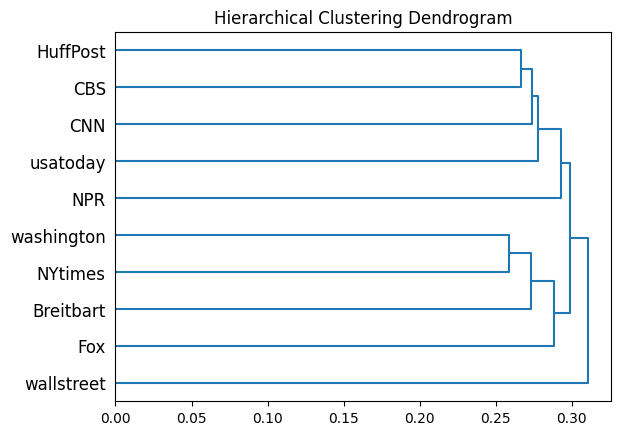 Hierarchical Clustering Dendrogram
HuffPost
CBS
CNN
usatoday
NPR
washington
NYtimes
Breitbart
Fox
wallstreet
0.00 0.05 0.10 0.15 0.20 0.25 0.30